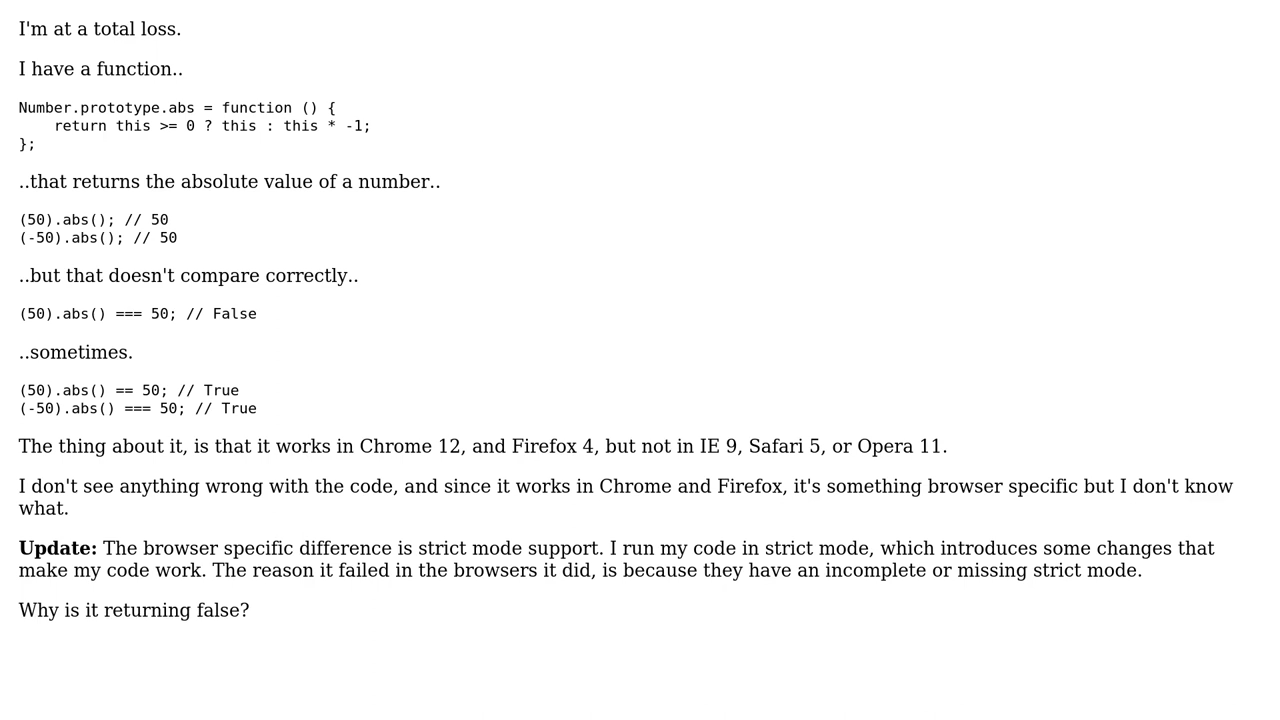 I'm at a total loss.
I have a function..
Number.prototype.abs = function () {
    return this >= 0 ? this : this * -1;
};
..that returns the absolute value of a number..
(50).abs(); // 50
(-50).abs(); // 50
..but that doesn't compare correctly..
(50).abs() === 50; // False
..sometimes.
(50).abs() == 50; // True
(-50).abs() === 50; // True
The thing about it, is that it works in Chrome 12, and Firefox 4, but not in IE 9, Safari 5, or Opera 11.
I don't see anything wrong with the code, and since it works in Chrome and Firefox, it's something browser specific but I don't know
what.
Update: The browser specific difference is strict mode support. I run my code in strict mode, which introduces some changes that
make my code work. The reason it failed in the browsers it did, is because they have an incomplete or missing strict mode.
Why is it returning false?